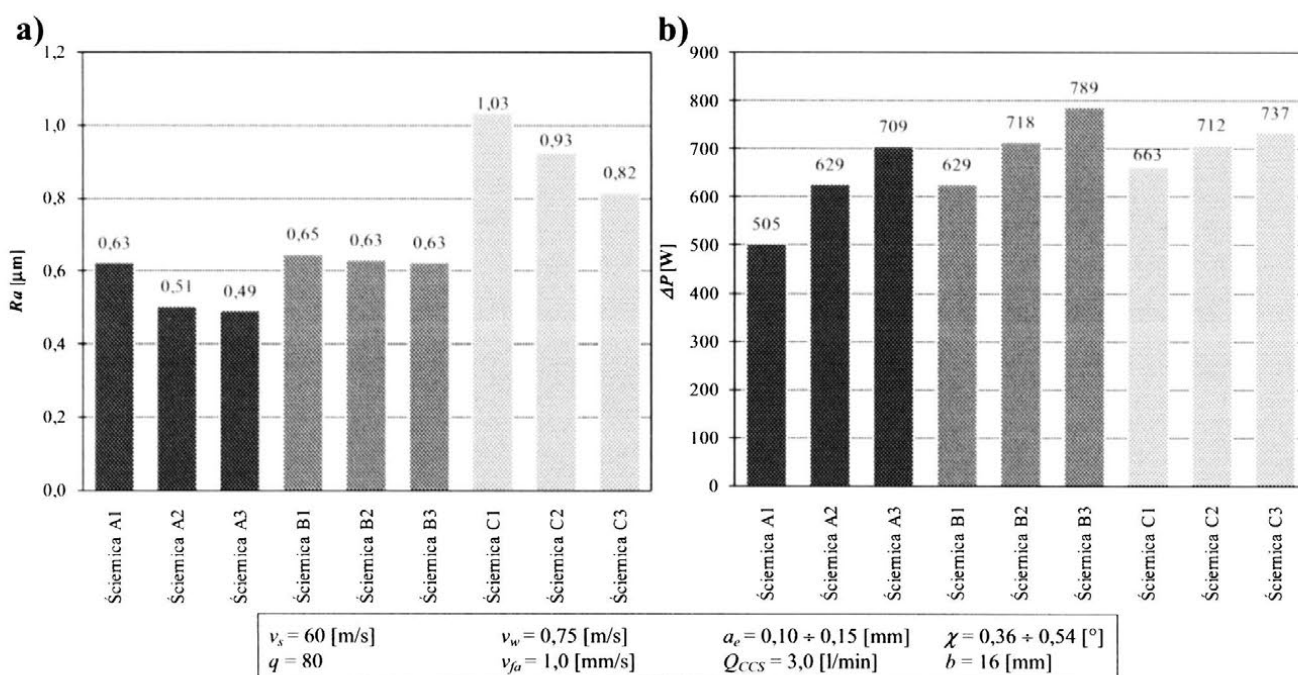 a)
Ra [µm]
1,2
1,0
0,8
0,6
0,4
0,2
0,0
0,63
0,51
0,49
0,65
0,63
0,63
1,03
0,93
0,82
Ściernica A1
Ściernica A2
Ściernica A3
Ściernica B1
Ściernica B2
Ściernica B3
Ściernica C1
Ściernica C2
Ściernica C3
b)
ΔP [W]
900
800
700
600
500
400
300
200
100
0
505
629
709
629
718
789
663
712
737
Ściernica A1
Ściernica A2
Ściernica A3
Ściernica B1
Ściernica B2
Ściernica B3
Ściernica C1
Ściernica C2
Ściernica C3
v_s = 60 [m/s] v_w = 0,75 [m/s] a_e = 0,10 ÷ 0,15 [mm] χ = 0,36 ÷ 0,54 [°]
q = 80 v_fa = 1,0 [mm/s] Q_CCS = 3,0 [l/min] b = 16 [mm]